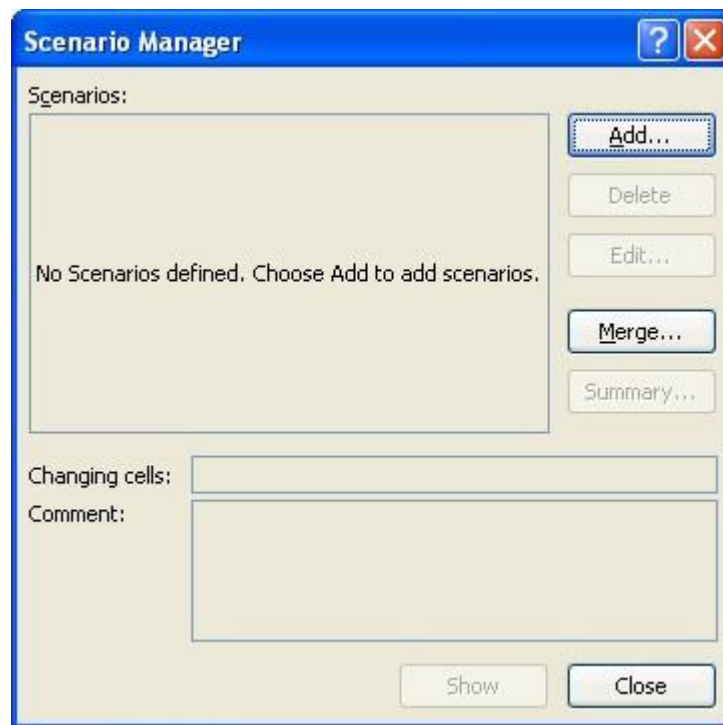 Scenario Manager
?
Scenarios:
Add...
Delete
Edit...
No Scenarios defined. Choose Add to add scenarios.
Merge...
Summary...
Changing cells:
Comment:
Show
Close